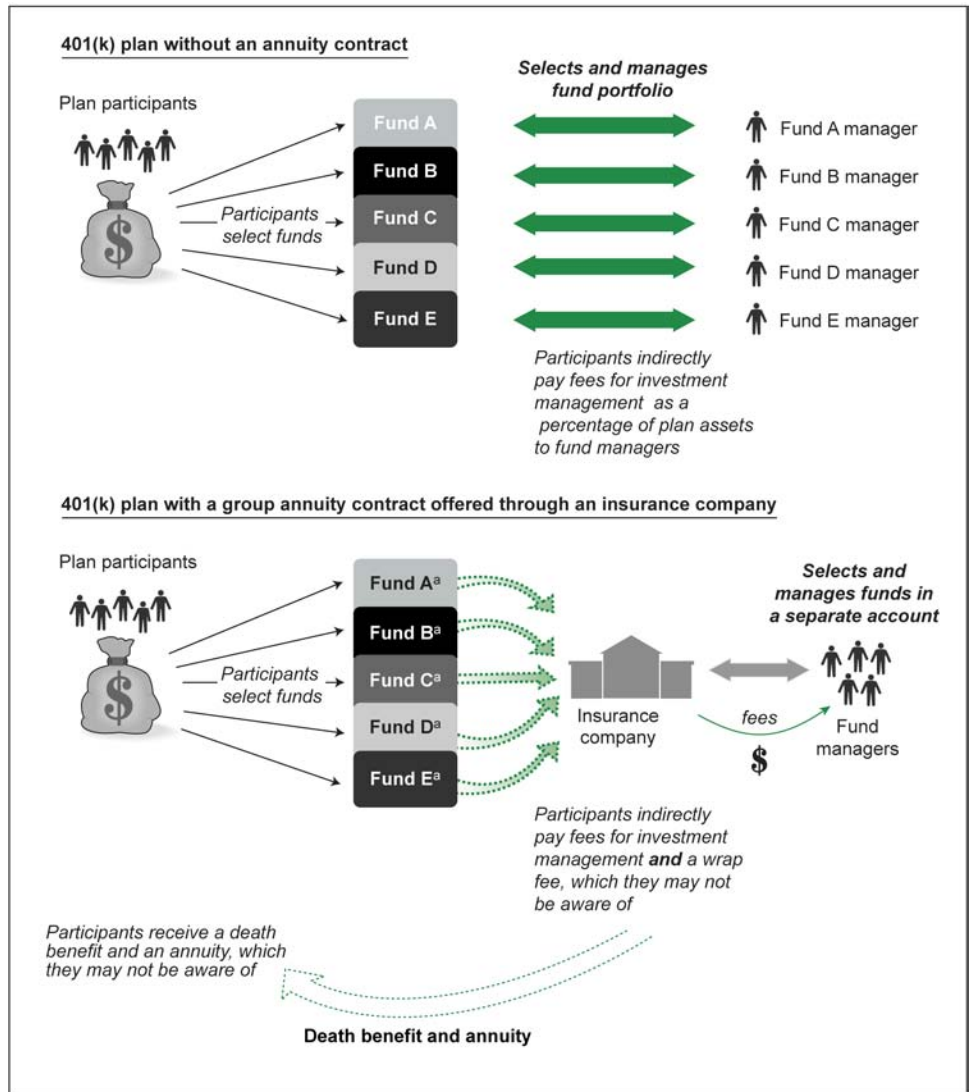 401(k) plan without an annuity contract
Selects and manages
fund portfolio
Plan participants
Fund A
Fund A manager
Fund B
Fund B manager
Participants
select funds
Fund C
Fund C manager
$
Fund D
Fund D manager
Fund E
Fund E manager
Participants indirectly
pay fees for investment
management as a
percentage of plan assets
to fund managers
401(k) plan with a group annuity contract offered through an insurance company
Plan participants
Fund Aª
Selects and
manages funds in
a separate account
Fund Bª
Participants
select funds
Fund Cª
$
Fund Dª
Insurance
company
fees
$
Fund
managers
Fund Eª
Participants indirectly
pay fees for investment
management and a wrap
fee, which they may not
be aware of
Participants receive a death
benefit and an annuity, which
they may not be aware of
Death benefit and annuity